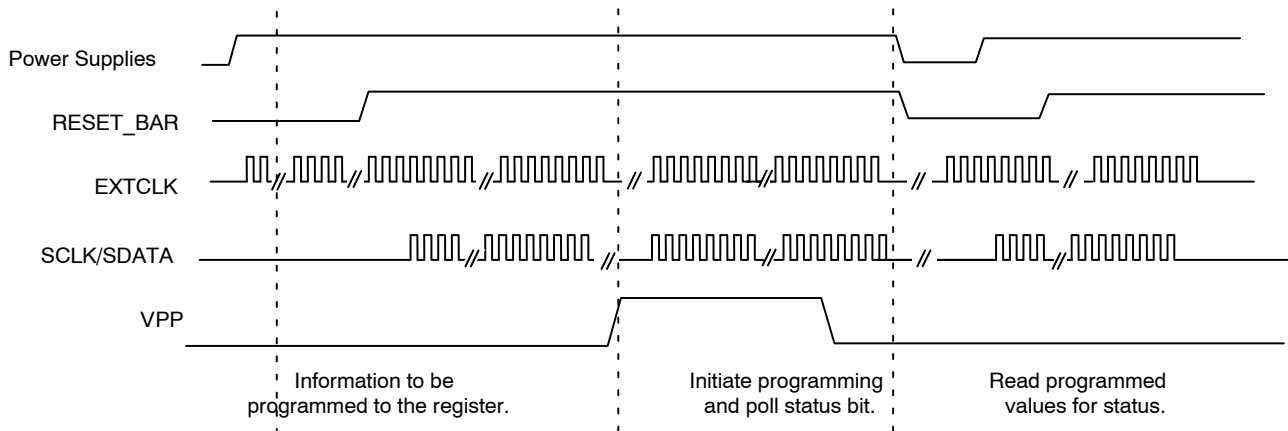 Power Supplies
RESET_BAR
EXTCLK
SCLK/SDATA
VPP
Information to be
programmed to the register.
Initiate programming
and poll status bit.
Read programmed
values for status.